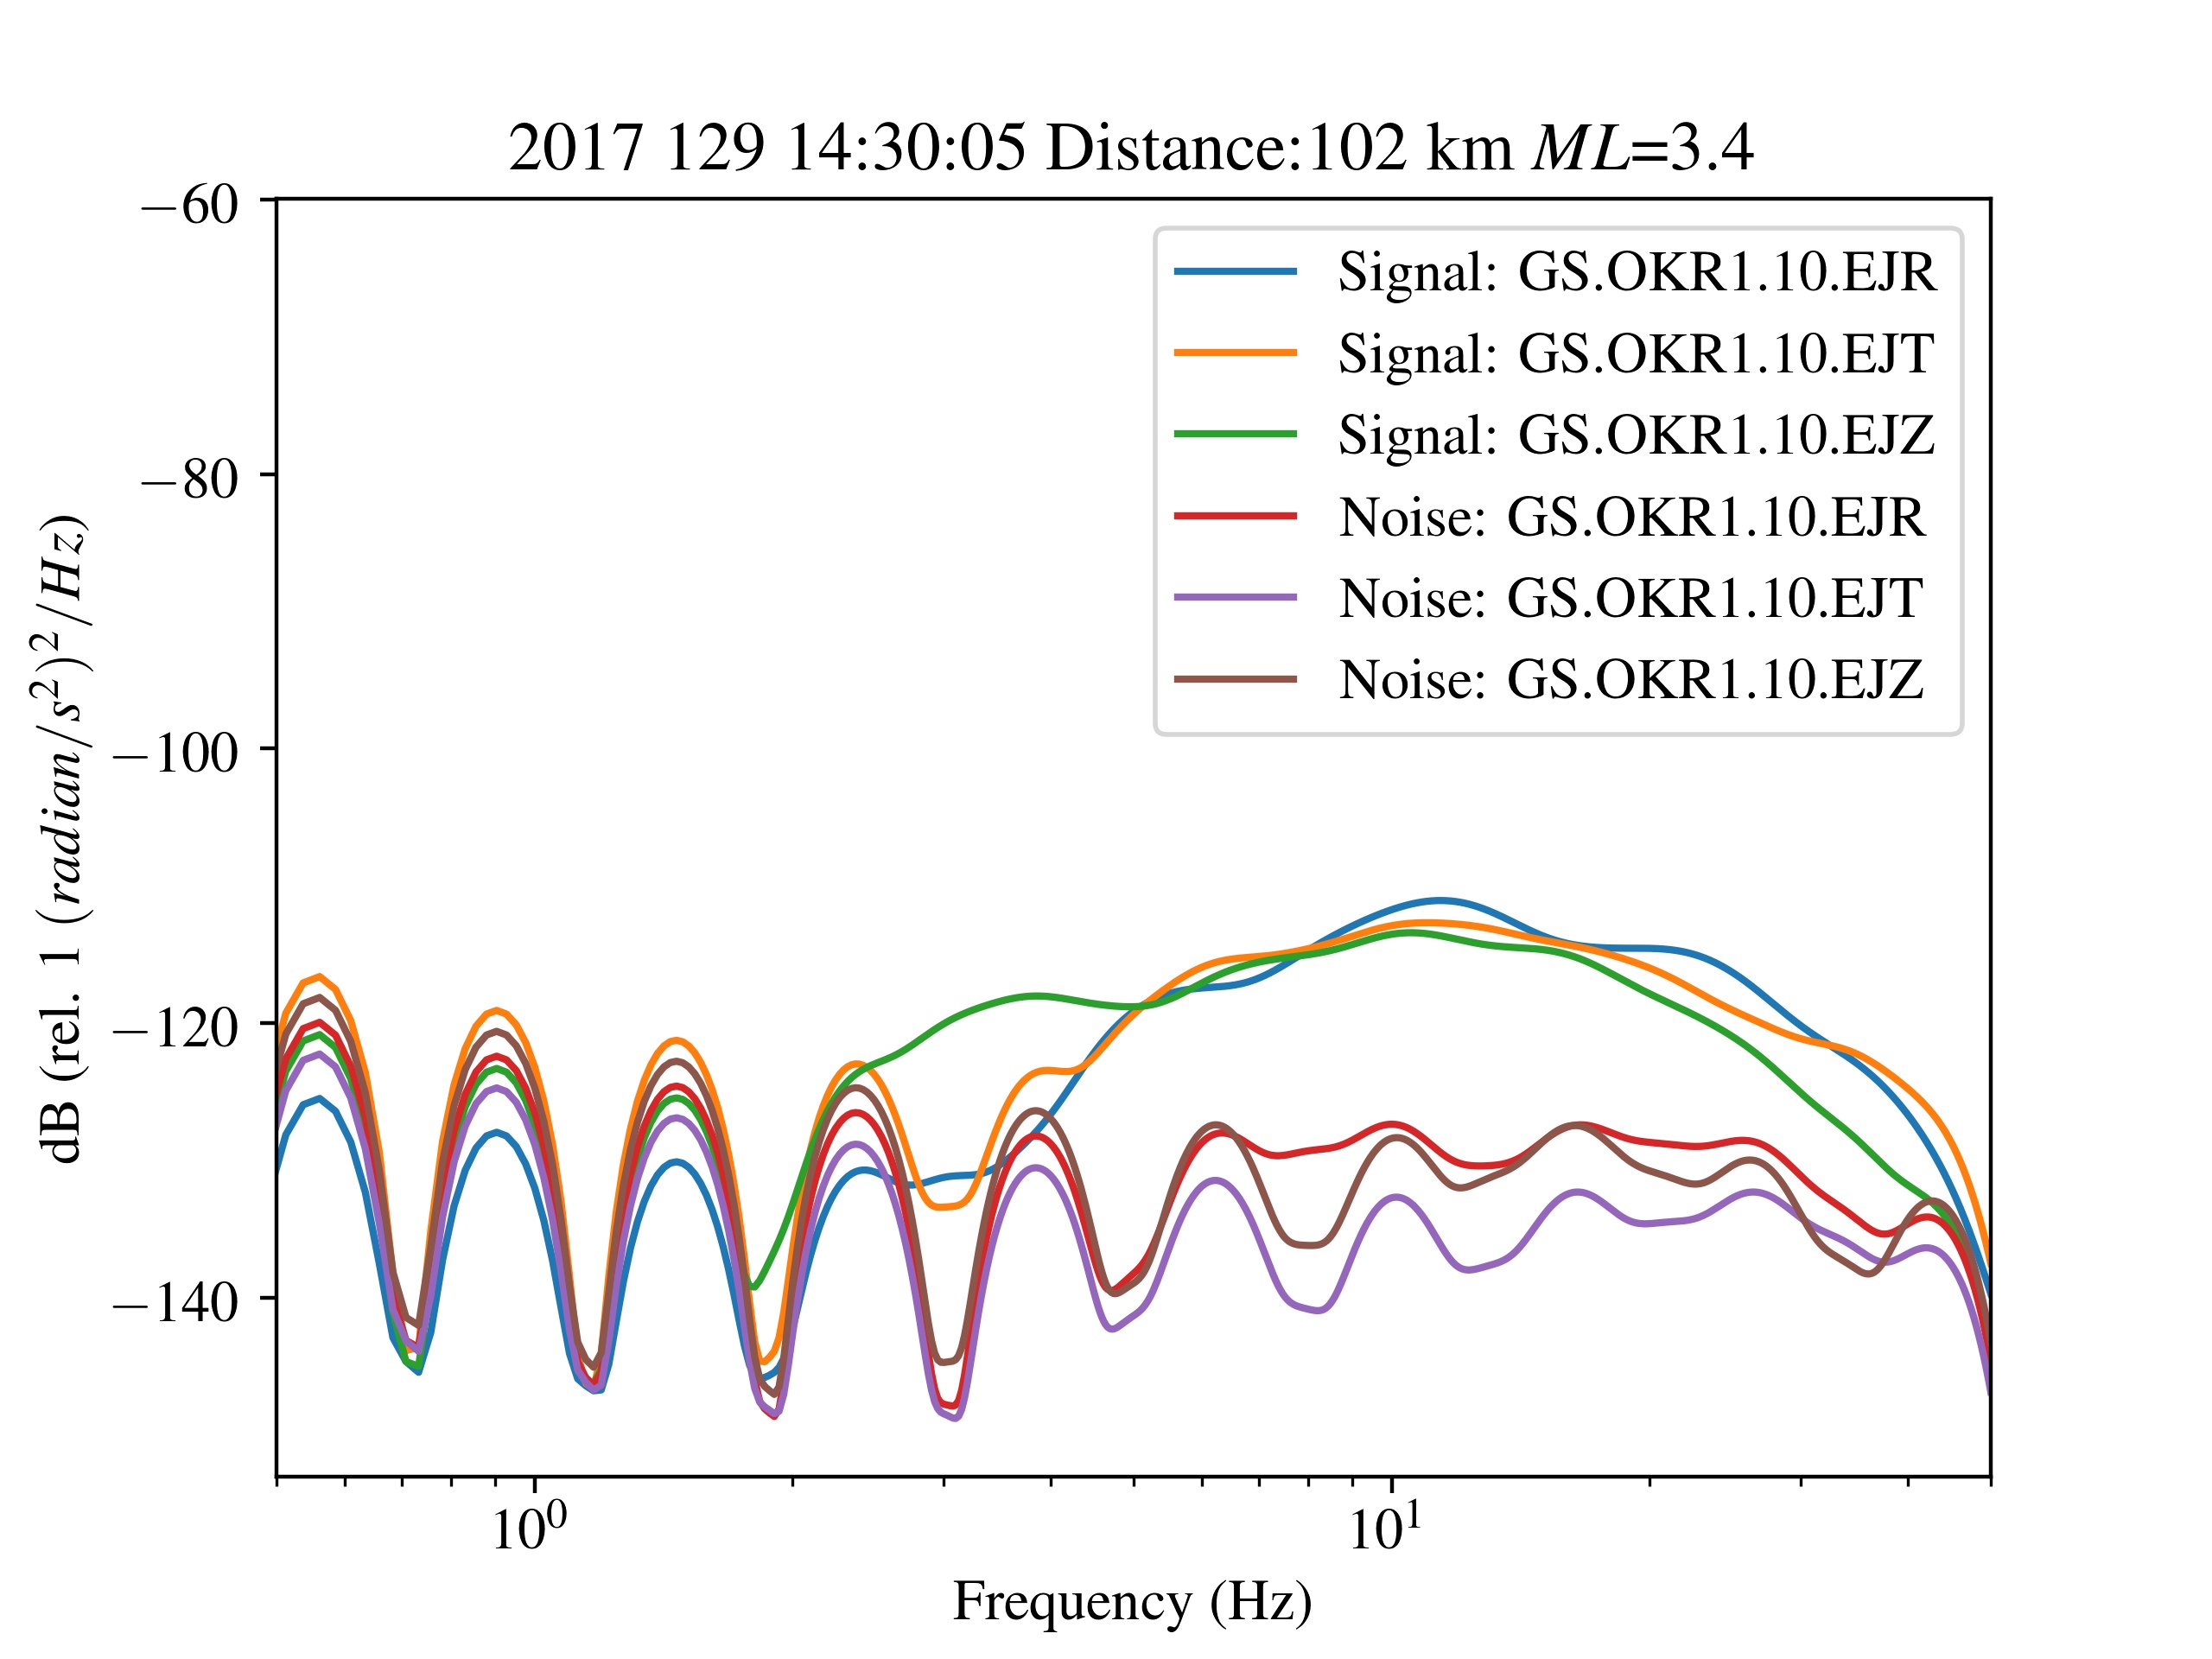 2017 129 14:30:05 Distance:102 km ML=3.4
−60
−80
−100
−120
−140
dB (rel. 1 (radian/s²)²/Hz)
Signal: GS.OKR1.10.EJR
Signal: GS.OKR1.10.EJT
Signal: GS.OKR1.10.EJZ
Noise: GS.OKR1.10.EJR
Noise: GS.OKR1.10.EJT
Noise: GS.OKR1.10.EJZ
10⁰
10¹
Frequency (Hz)